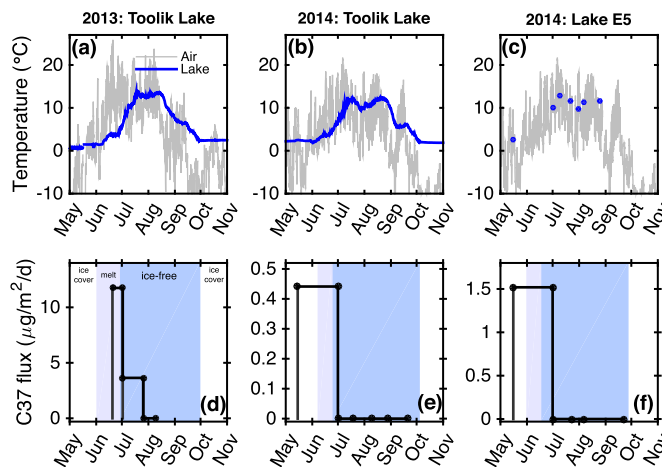 2013: Toolik Lake
2014: Toolik Lake
2014: Lake E5
Temperature (°C)
20
10
0
-10
(a)
Air
Lake
May Jun Jul Aug Sep Oct Nov
20
10
0
-10
(b)
May Jun Jul Aug Sep Oct Nov
20
10
0
-10
(c)
May Jun Jul Aug Sep Oct Nov
C37 flux (μg/m²/d)
12
6
0
ice cover
melt
ice-free
ice cover
(d)
May Jun Jul Aug Sep Oct Nov
0.5
0.4
0.3
0.2
0.1
0
(e)
May Jun Jul Aug Sep Oct Nov
1.5
1
0.5
0
(f)
May Jun Jul Aug Sep Oct Nov